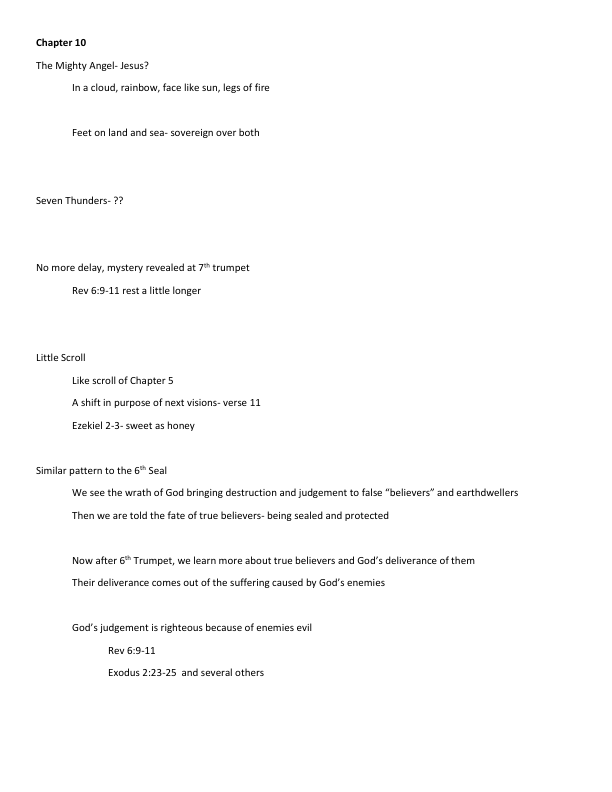 Chapter 10
The Mighty Angel- Jesus?
In a cloud, rainbow, face like sun, legs of fire
Feet on land and sea- sovereign over both
Seven Thunders- ??
No more delay, mystery revealed at 7th trumpet
Rev 6:9-11 rest a little longer
Little Scroll
Like scroll of Chapter 5
A shift in purpose of next visions- verse 11
Ezekiel 2-3- sweet as honey
Similar pattern to the 6th Seal
We see the wrath of God bringing destruction and judgement to false “believers” and earthdwellers
Then we are told the fate of true believers- being sealed and protected
Now after 6th Trumpet, we learn more about true believers and God’s deliverance of them
Their deliverance comes out of the suffering caused by God’s enemies
God’s judgement is righteous because of enemies evil
Rev 6:9-11
Exodus 2:23-25  and several others